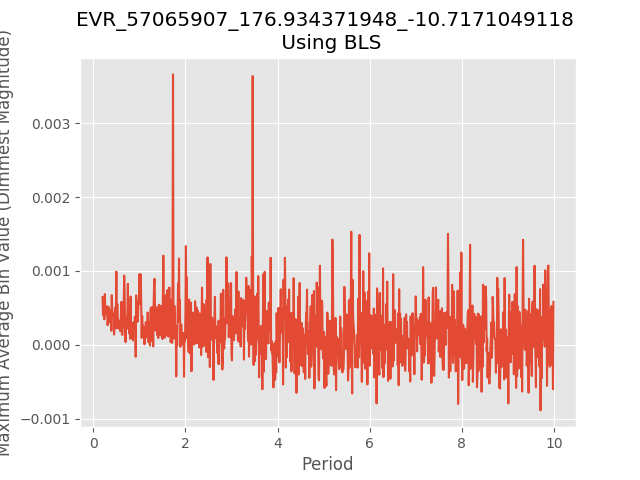 EVR_57065907_176.934371948_-10.7171049118
Using BLS
Maximum Average Bin Value (Dimmest Magnitude)
0.003
0.002
0.001
0.000
−0.001
0
2
4
6
8
10
Period